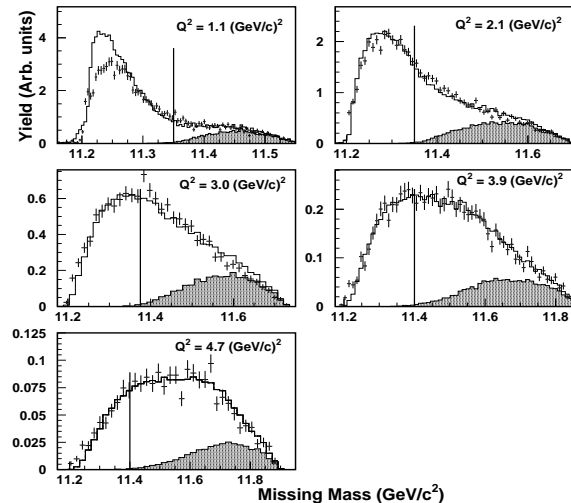 Yield (Arb. units)
Q² = 1.1 (GeV/c)²
4
2
0
11.2 11.3 11.4 11.5
Q² = 2.1 (GeV/c)²
2
1
0
11.2 11.4 11.6
Q² = 3.0 (GeV/c)²
0.6
0.4
0.2
0
11.2 11.4 11.6
Q² = 3.9 (GeV/c)²
0.2
0.1
0
11.2 11.4 11.6 11.8
Q² = 4.7 (GeV/c)²
0.125
0.1
0.075
0.05
0.025
0
11.2 11.4 11.6 11.8
Missing Mass (GeV/c²)